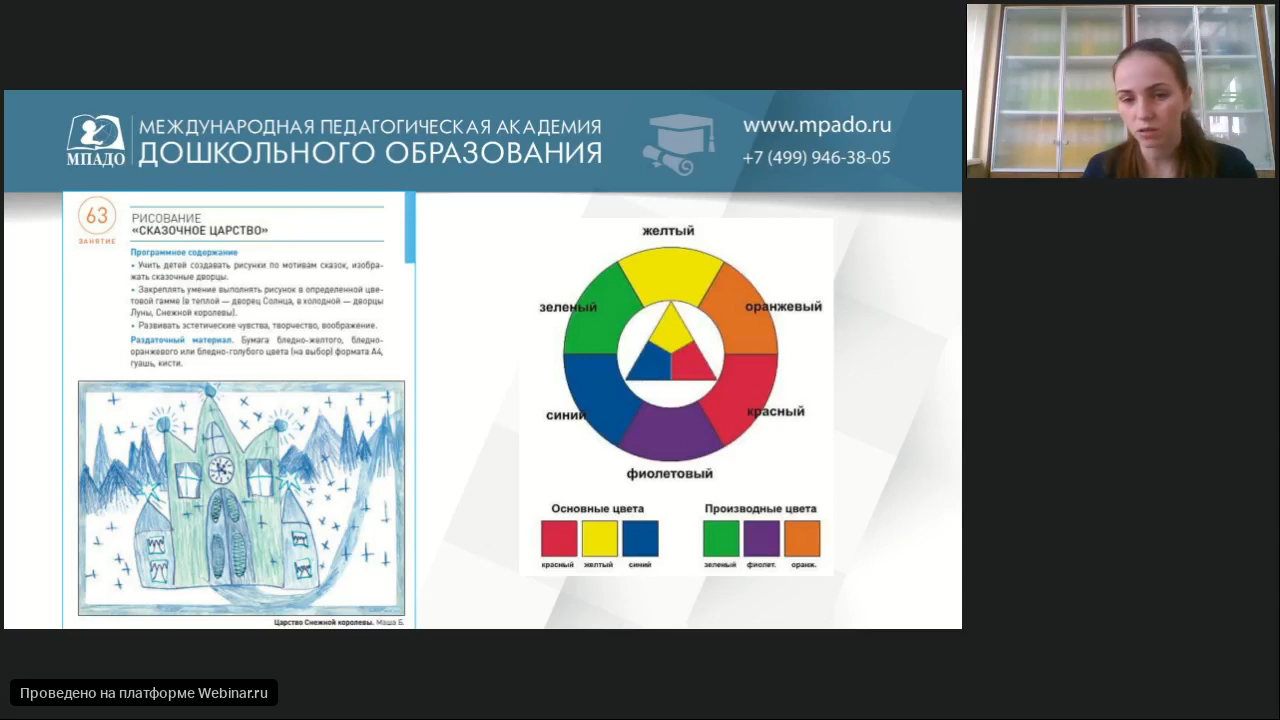 МПАДО
МЕЖДУНАРОДНАЯ ПЕДАГОГИЧЕСКАЯ АКАДЕМИЯ
ДОШКОЛЬНОГО ОБРАЗОВАНИЯ
www.mpado.ru
+7 (499) 946-38-05
63
ЗАНЯТИЕ
РИСОВАНИЕ
«СКАЗОЧНОЕ ЦАРСТВО»
Программное содержание
• Учить детей создавать рисунки по мотивам сказок, изобра-
жать сказочные дворцы.
• Закреплять умение выполнять рисунок в определенной цве-
товой гамме (в теплой — дворец Солнца, в холодной — дворцы
Луны, Снежной королевы).
• Развивать эстетические чувства, творчество, воображение.
Раздаточный материал. Бумага бледно-желтого, бледно-
оранжевого или бледно-голубого цвета (на выбор) формата А4,
гуашь, кисти.
Царство Снежной королевы. Маша Б.
желтый
зеленый
оранжевый
синий
красный
фиолетовый
Основные цвета
красный желтый синий
Производные цвета
зеленый фиолет. оранж.
Проведено на платформе Webinar.ru